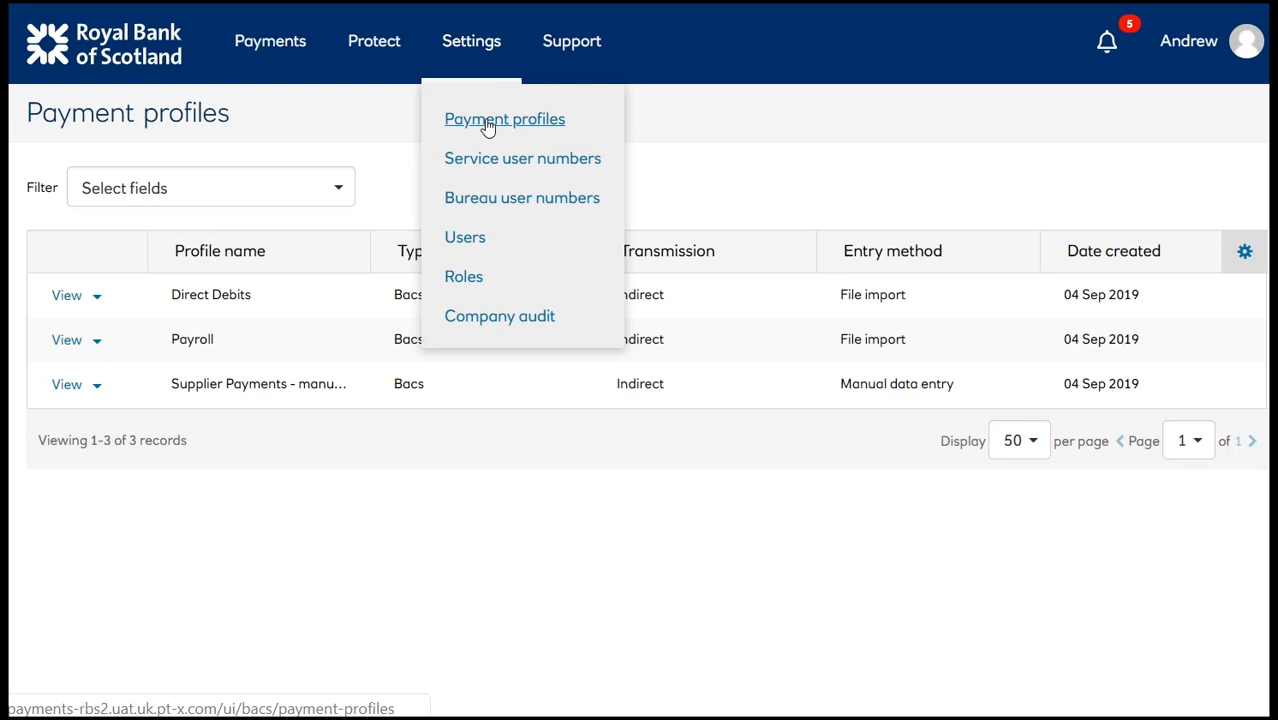 Royal Bank
of Scotland
Payments
Protect
Settings
Support
5
Andrew
Payment profiles
Payment profiles
Service user numbers
Bureau user numbers
Users
Roles
Company audit
Filter
Select fields
Profile name Typ Transmission Entry method Date created
View Direct Debits Bacs ndirect File import 04 Sep 2019
View Payroll Bacs ndirect File import 04 Sep 2019
View Supplier Payments - manu... Bacs Indirect Manual data entry 04 Sep 2019
Viewing 1-3 of 3 records
Display 50 per page Page 1 of 1
payments-rbs2.uat.uk.pt-x.com/ui/bacs/payment-profiles